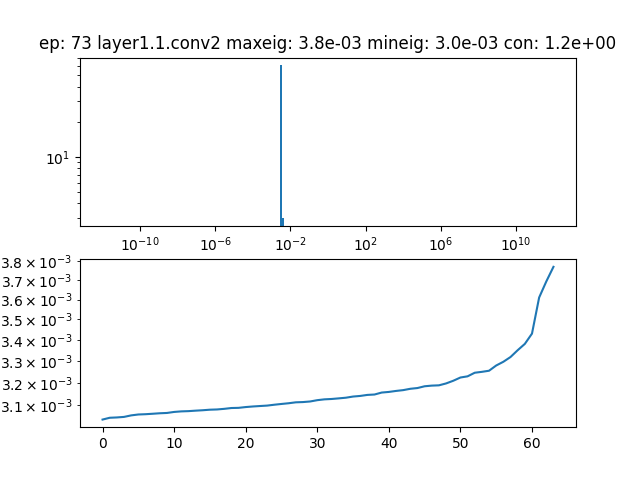 ep: 73 layer1.1.conv2 maxeig: 3.8e-03 mineig: 3.0e-03 con: 1.2e+00
10¹
10⁻¹⁰ 10⁻⁶ 10⁻² 10² 10⁶ 10¹⁰
3.8 × 10⁻³
3.7 × 10⁻³
3.6 × 10⁻³
3.5 × 10⁻³
3.4 × 10⁻³
3.3 × 10⁻³
3.2 × 10⁻³
3.1 × 10⁻³
0 10 20 30 40 50 60